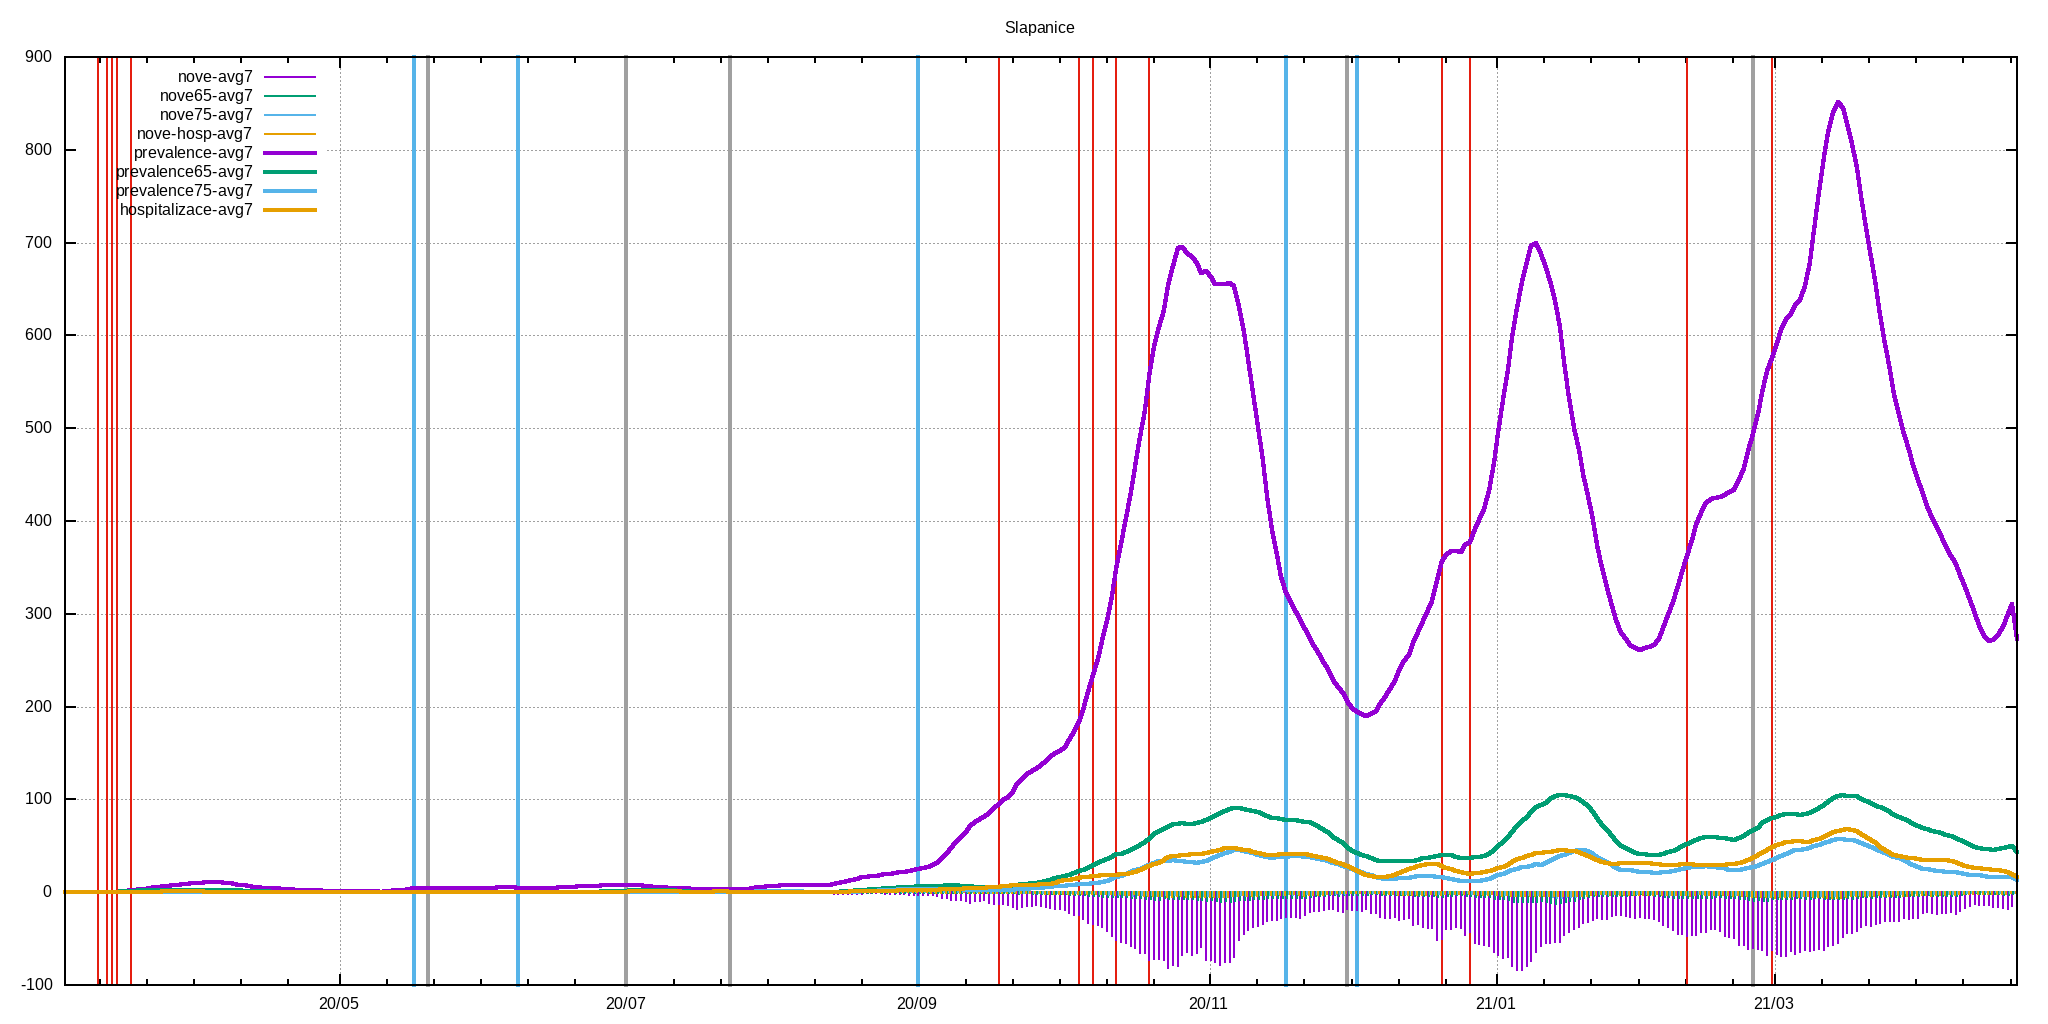 Slapanice
900
800
700
600
500
400
300
200
100
0
-100
nove-avg7
nove65-avg7
nove75-avg7
nove-hosp-avg7
prevalence-avg7
prevalence65-avg7
prevalence75-avg7
hospitalizace-avg7
20/05 20/07 20/09 20/11 21/01 21/03